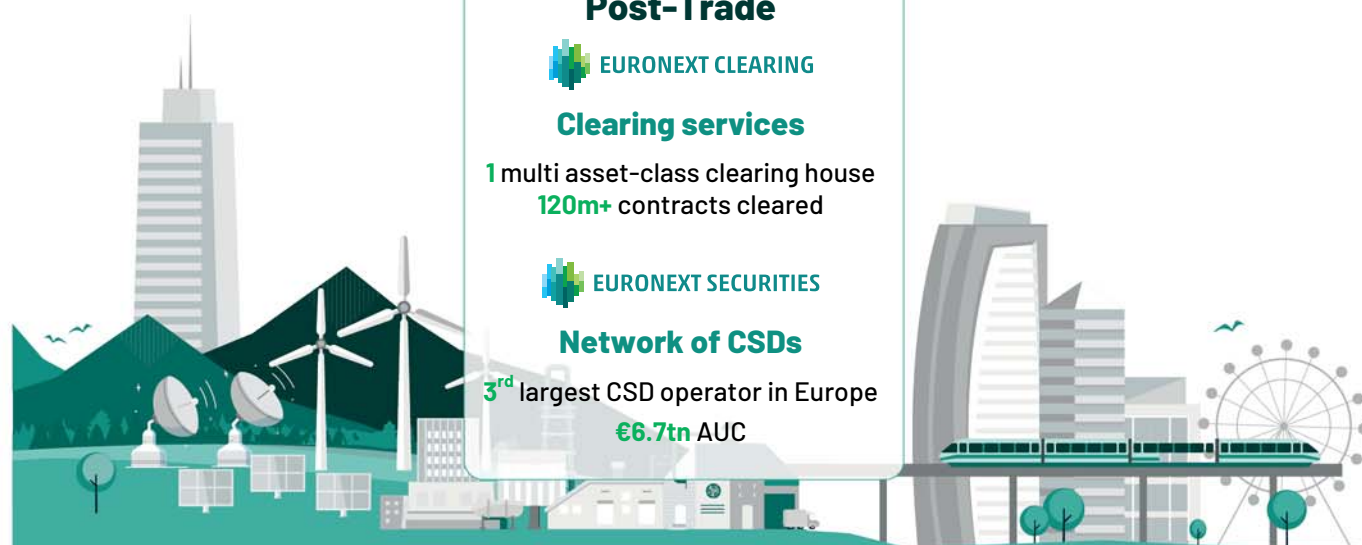 Post-Trade
EURONEXT CLEARING
Clearing services
1 multi asset-class clearing house
120m+ contracts cleared
EURONEXT SECURITIES
Network of CSDs
3rd largest CSD operator in Europe
€6.7tn AUC